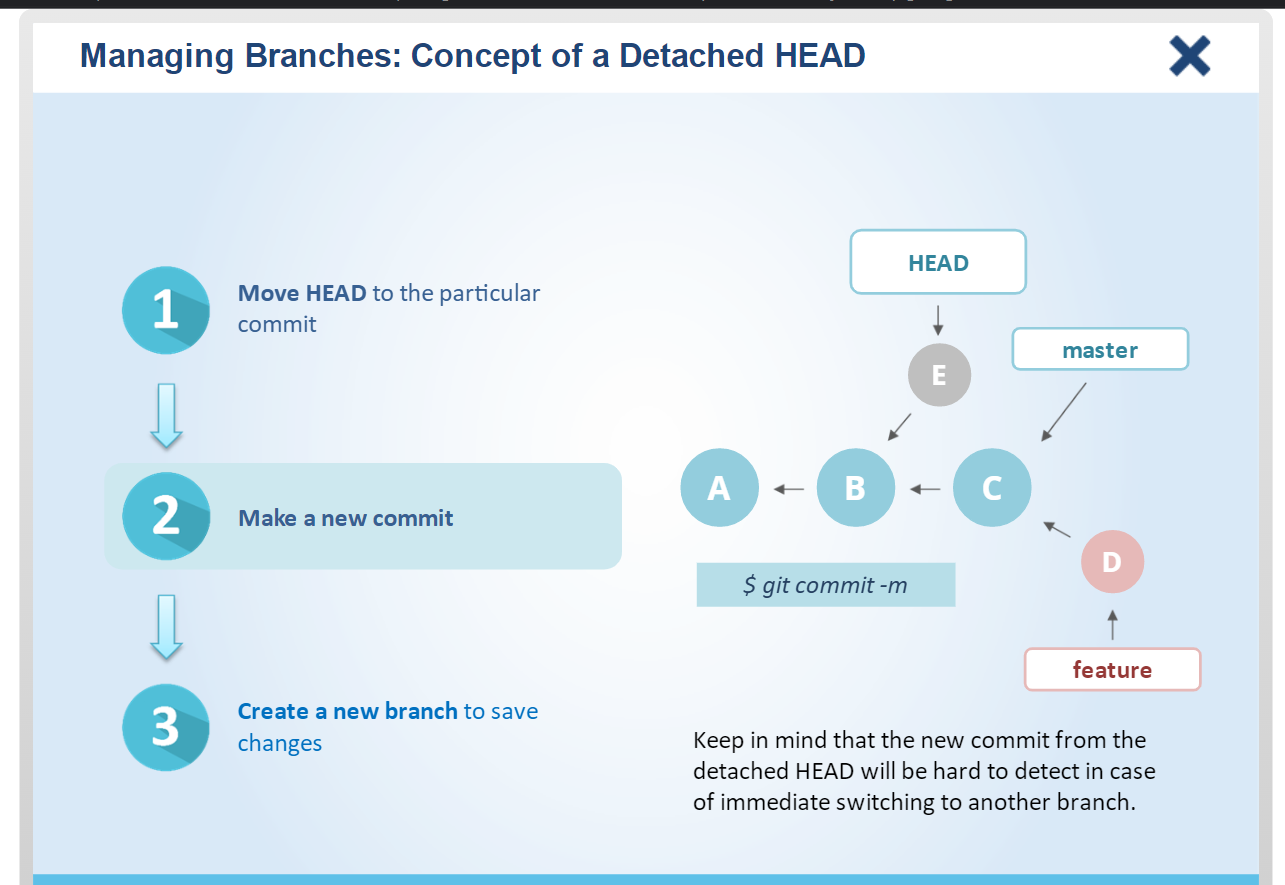 Managing Branches: Concept of a Detached HEAD
1
Move HEAD to the particular
commit
2
Make a new commit
3
Create a new branch to save
changes
HEAD
master
E
A
B
C
D
$ git commit -m
feature
Keep in mind that the new commit from the
detached HEAD will be hard to detect in case
of immediate switching to another branch.